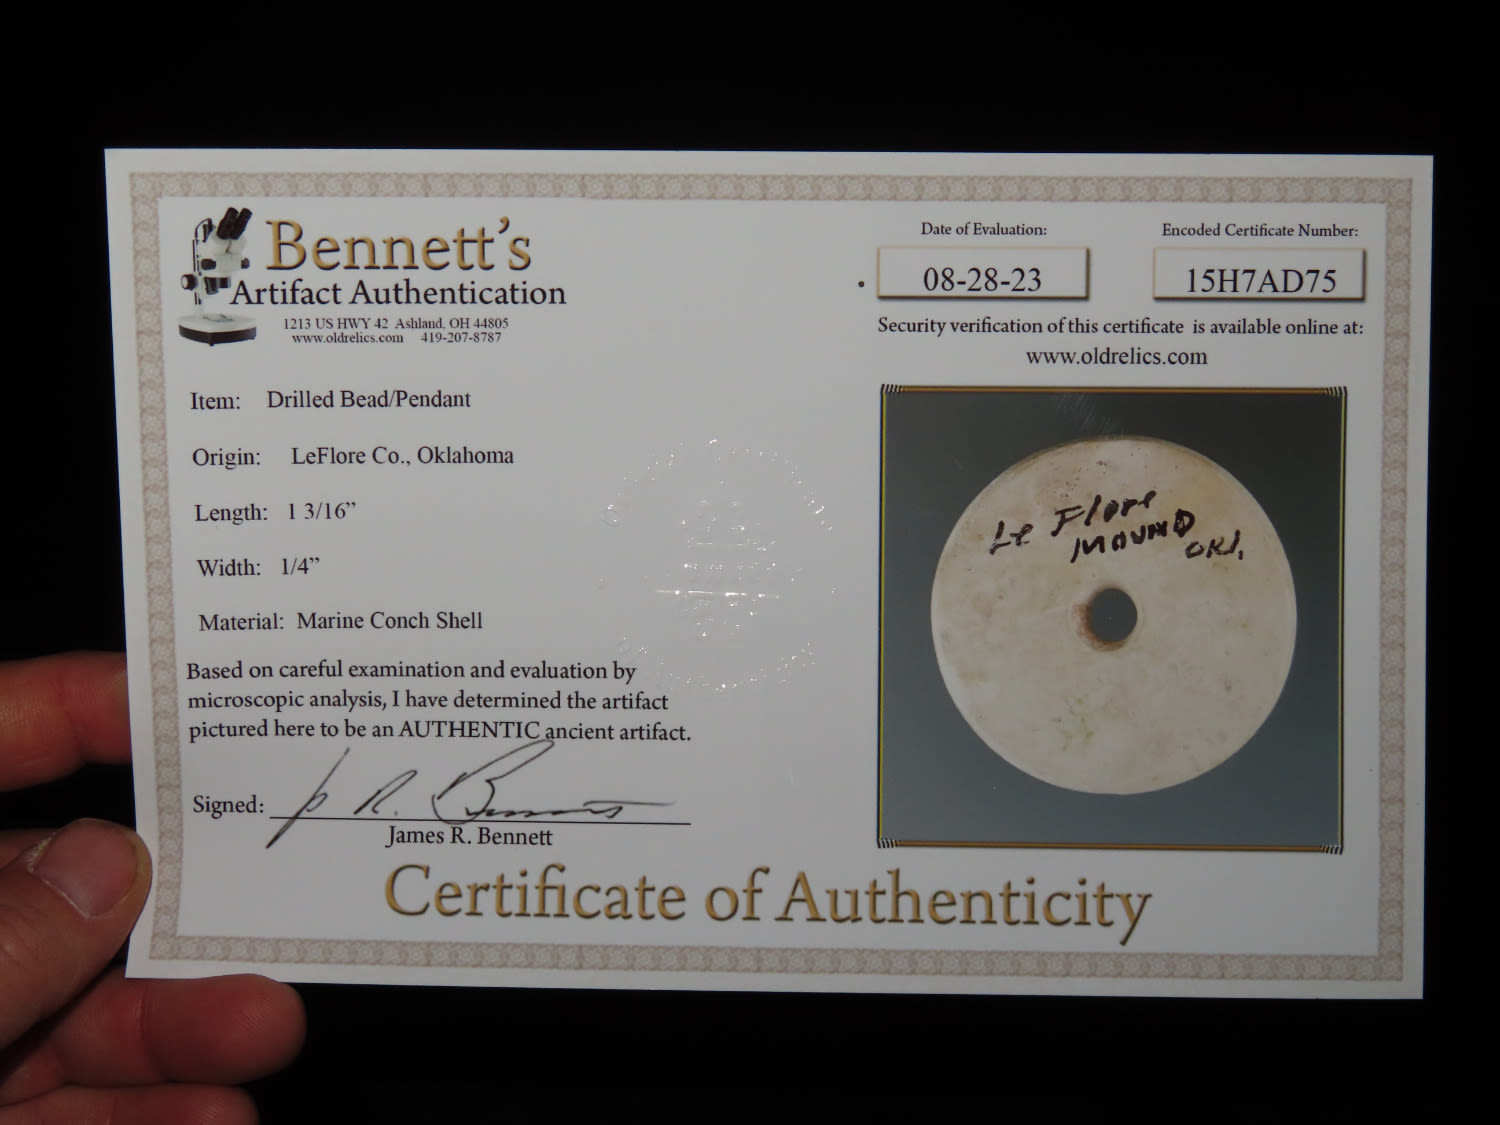 Bennett's
Artifact Authentication
1213 US HWY 42 Ashland, OH 44805
www.oldrelics.com 419-207-8787
Date of Evaluation:
08-28-23
Encoded Certificate Number:
15H7AD75
Security verification of this certificate is available online at:
www.oldrelics.com
Item: Drilled Bead/Pendant
Origin: LeFlore Co., Oklahoma
Length: 1 3/16”
Width: 1/4”
Material: Marine Conch Shell
Based on careful examination and evaluation by
microscopic analysis, I have determined the artifact
pictured here to be an AUTHENTIC ancient artifact.
Signed: J R. Bennett
James R. Bennett
Le Flore
MOUND
OKl.
Certificate of Authenticity